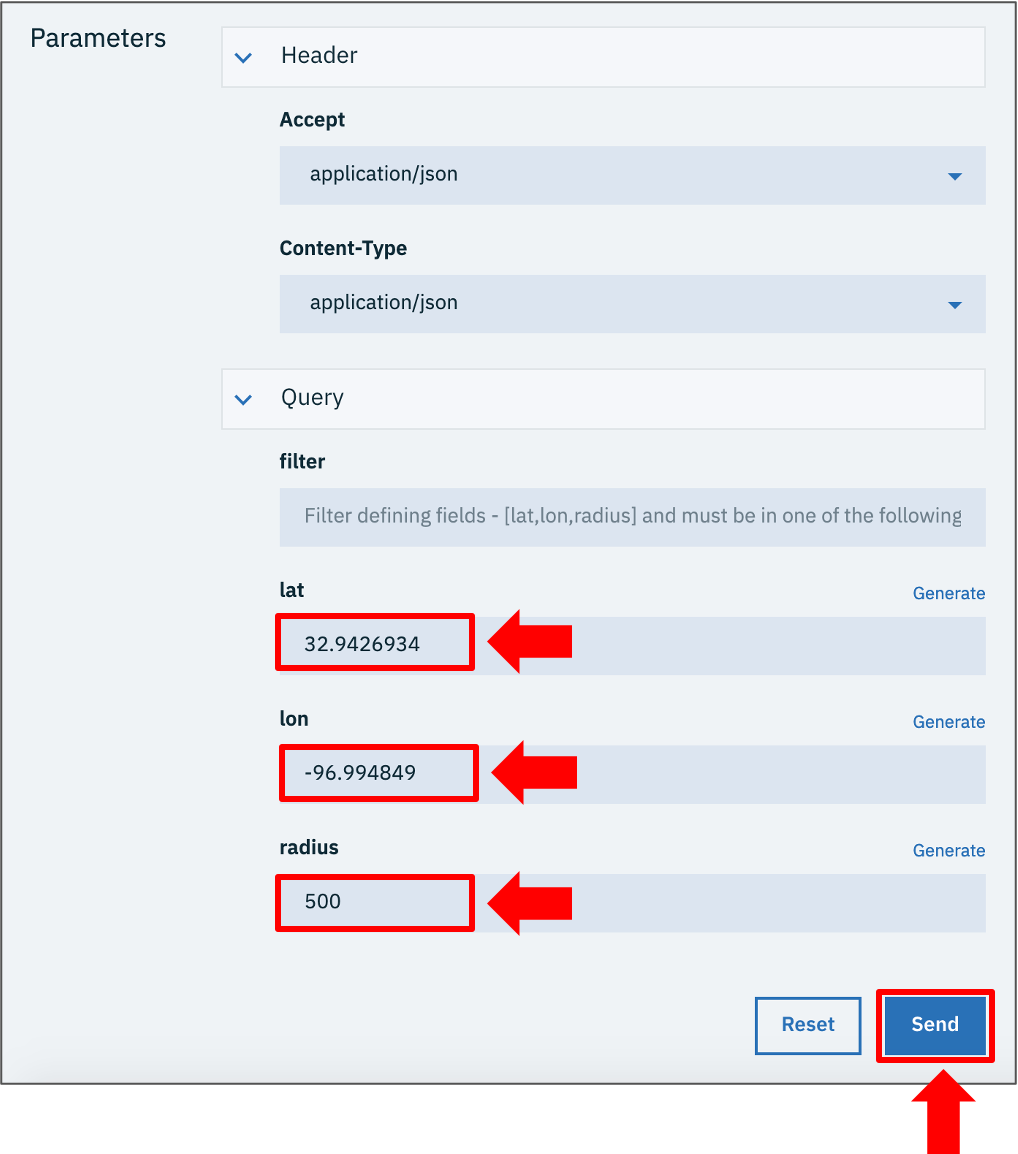 Parameters
Header
Accept
application/json
Content-Type
application/json
Query
filter
Filter defining fields - [lat,lon,radius] and must be in one of the following
lat
Generate
32.9426934
lon
Generate
-96.994849
radius
Generate
500
Reset
Send